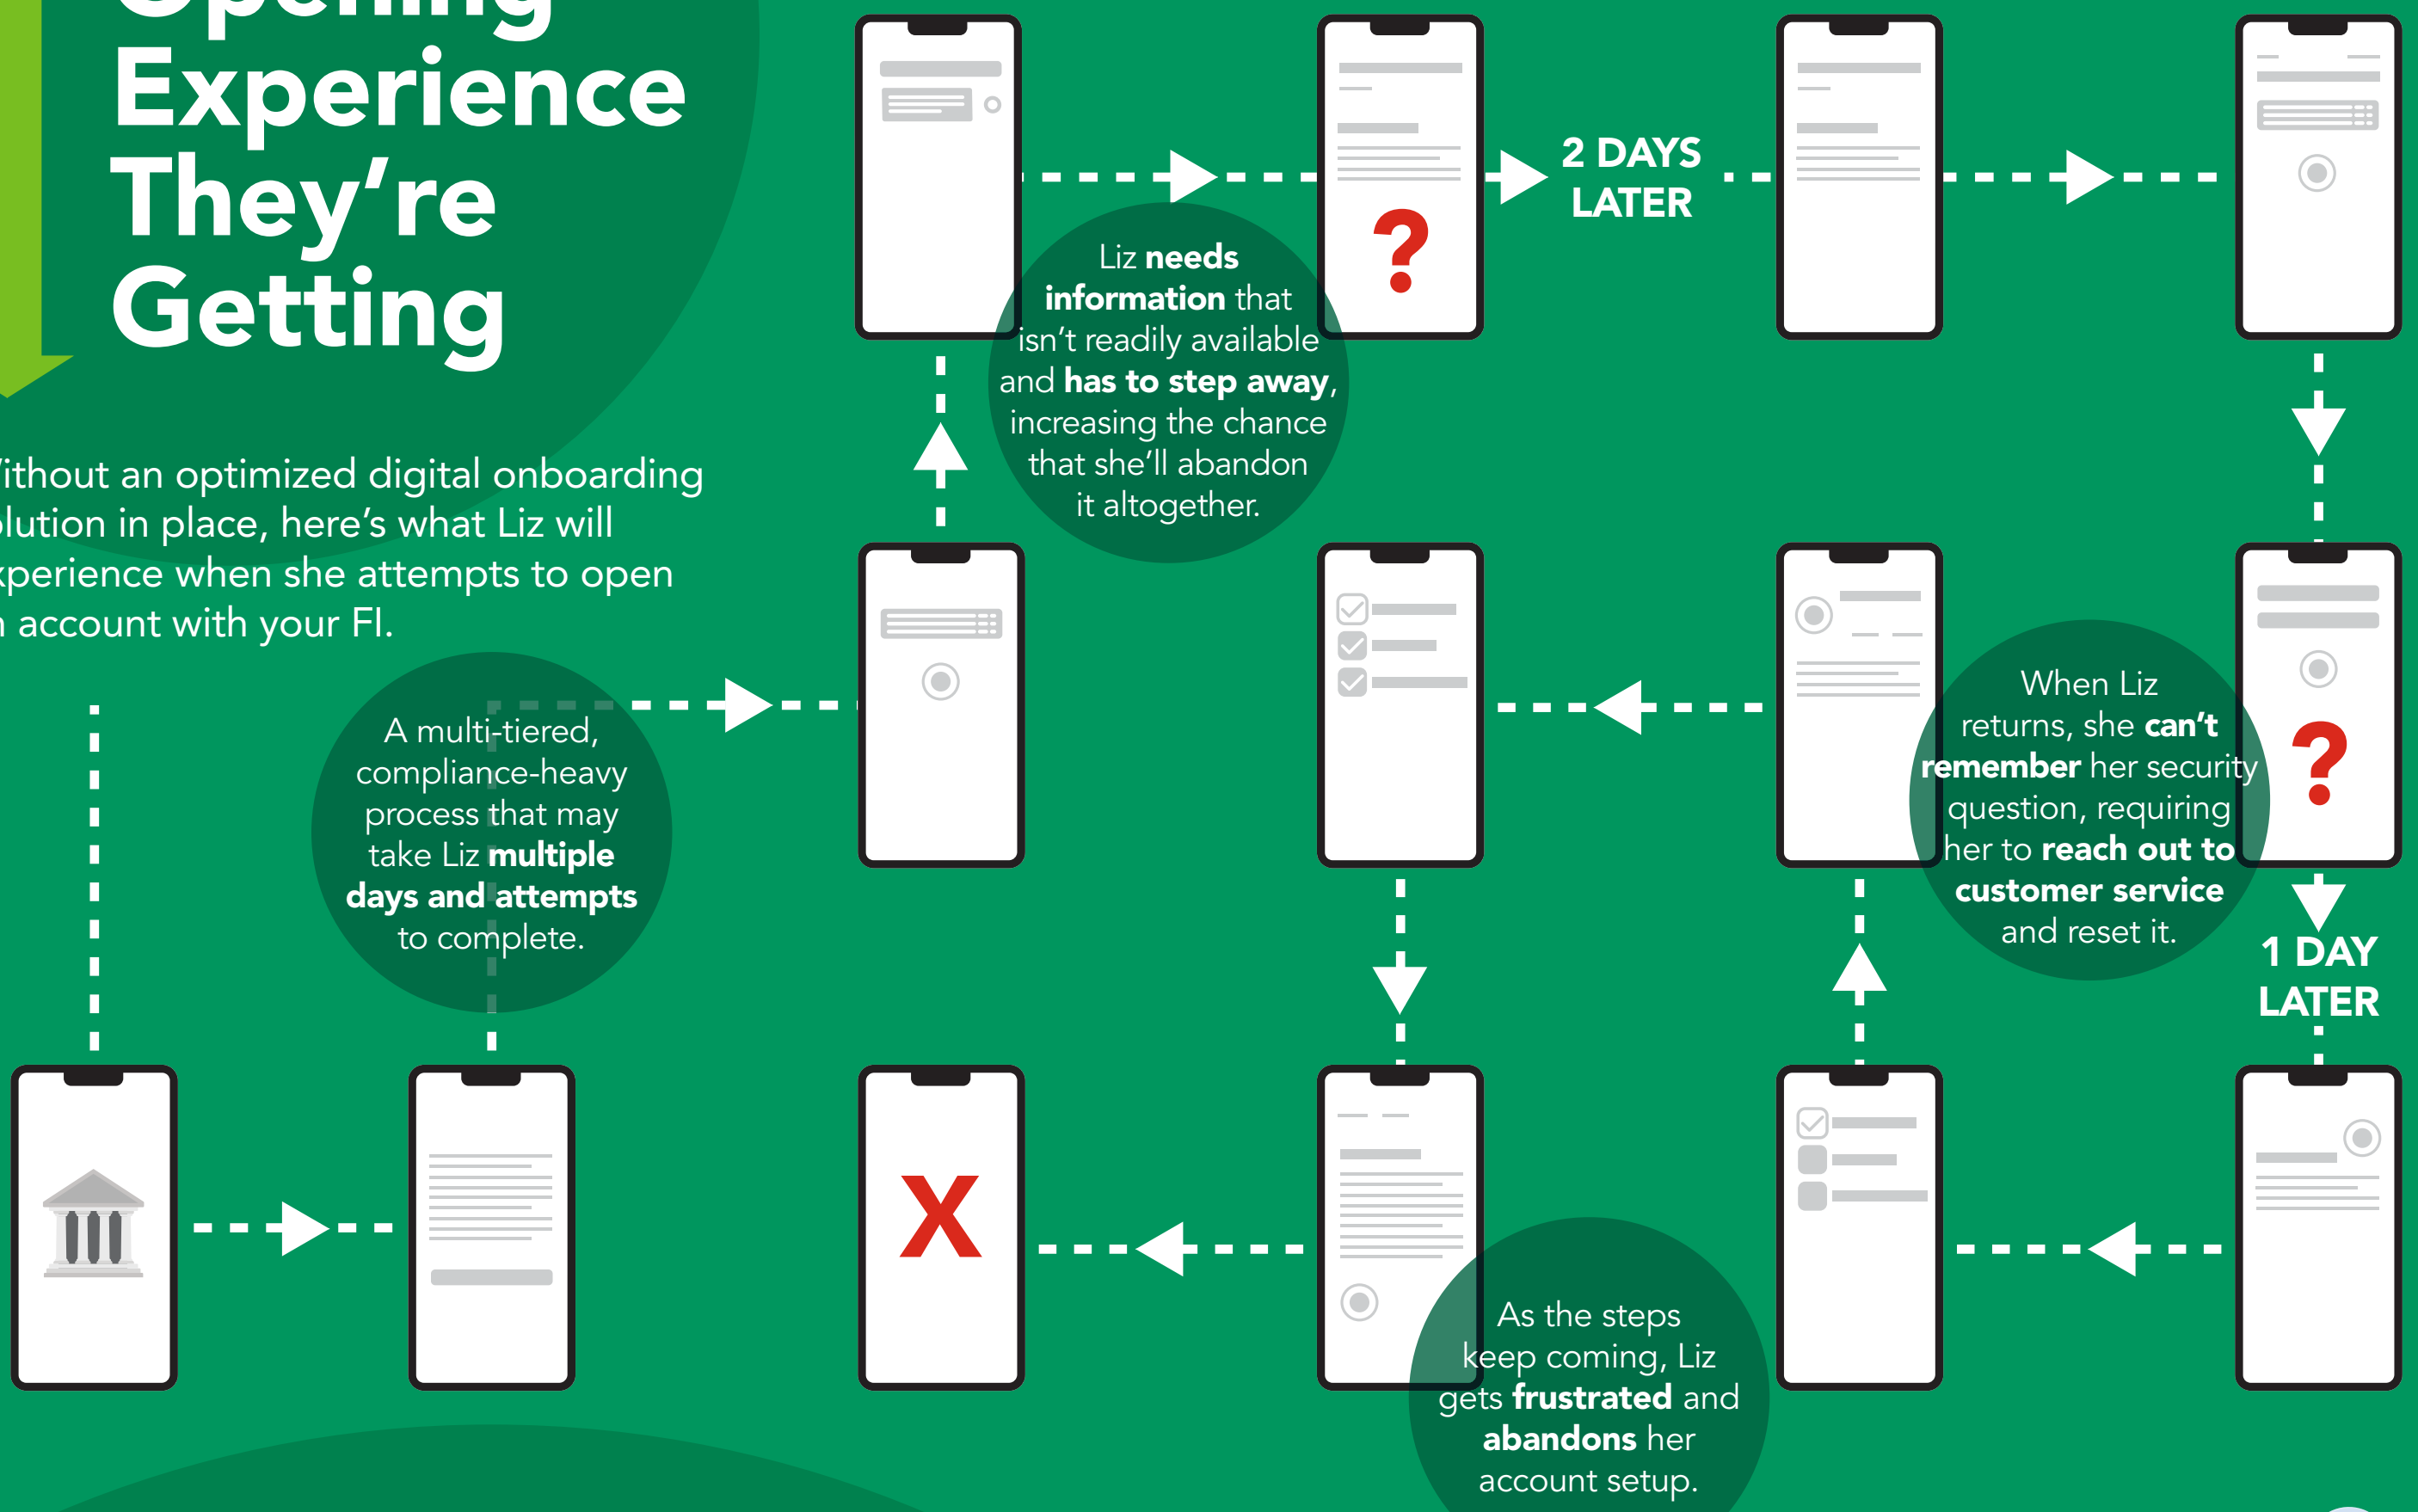 Opening
Experience
They're
Getting
ithout an optimized digital onboarding
lution in place, here's what Liz will
perience when she attempts to open
account with your FI.
A multi-tiered,
compliance-heavy
process that may
take Liz multiple
days and attempts
to complete.
Liz needs
information that
isn't readily available
and has to step away,
increasing the chance
that she'll abandon
it altogether.
?
2 DAYS
LATER
When Liz
returns, she can't
remember her security
question, requiring
her to reach out to
customer service
and reset it.
?
1 DAY
LATER
As the steps
keep coming, Liz
gets frustrated and
abandons her
account setup.
X